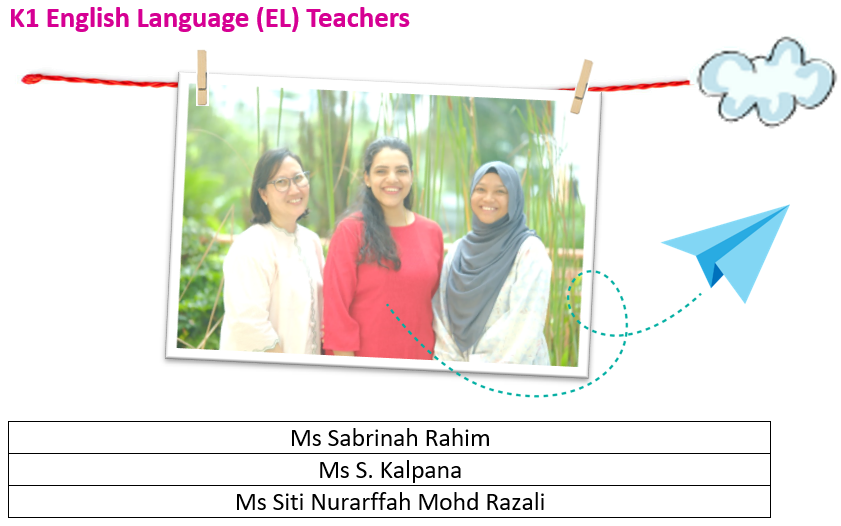 K1 English Language (EL) Teachers
Ms Sabrinah Rahim
Ms S. Kalpana
Ms Siti Nurarffah Mohd Razali